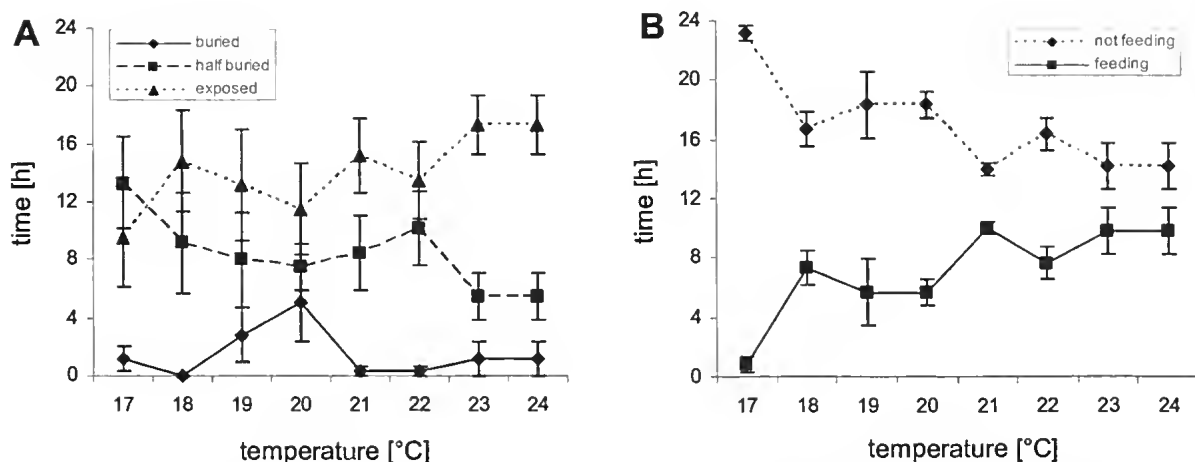 A
24
20
16
12
8
4
0
time [h]
buried
half buried
exposed
17 18 19 20 21 22 23 24
temperature [°C]
B
24
20
16
12
8
4
0
time [h]
not feeding
feeding
17 18 19 20 21 22 23 24
temperature [°C]